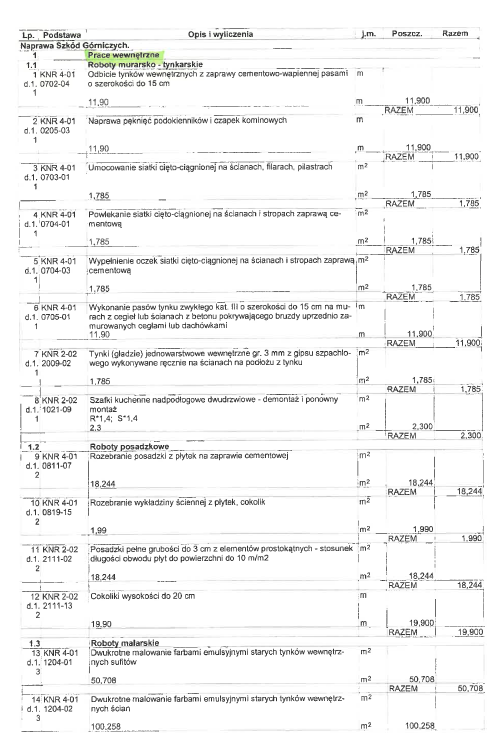 Lp. Podstawa Opis i wyliczenia j.m. Poszcz. Razem
Naprawa Szkód Górniczych.
1 Prace wewnętrzne
1.1 Roboty murarsko - tynkarskie
1 KNR 4-01 Odbicie tynków wewnętrznych z zaprawy cementowo-wapiennej pasami m
d.1. 0702-04 o szerokości do 15 cm
1
11,90 m 11,900
RAZEM 11,900
2 KNR 4-01 Naprawa pęknięć podokienników i czapek kominowych m
d.1. 0205-03
1
11,90 m 11,900
RAZEM 11,900
3 KNR 4-01 Umocowanie siatki cięto-ciągnionej na ścianach, filarach, pilastrach m²
d.1. 0703-01
1
1,785 m² 1,785
RAZEM 1,785
4 KNR 4-01 Powlekanie siatki cięto-ciągnionej na ścianach i stropach zaprawą ce- m²
d.1. 0704-01 mentową
1
1,785 m² 1,785
RAZEM 1,785
5 KNR 4-01 Wypełnienie oczek siatki cięto-ciągnionej na ścianach i stropach zaprawą m²
d.1. 0704-03 cementową
1
1,785 m² 1,785
RAZEM 1,785
6 KNR 4-01 Wykonanie pasów tynku zwykłego kat. III o szerokości do 15 cm na mu- m
d.1. 0705-01 rach z cegieł lub ścianach z betonu pokrywającego bruzdy uprzednio za-
1 murowanych cegłami lub dachówkami
11,90 m 11,900
RAZEM 11,900
7 KNR 2-02 Tynki (gładzie) jednowarstwowe wewnętrzne gr. 3 mm z gipsu szpachlo- m²
d.1. 2009-02 wego wykonywane ręcznie na ścianach na podłożu z tynku
1
1,785 m² 1,785
RAZEM 1,785
8 KNR 2-02 Szafki kuchenne nadpodłogowe dwudrzwiowe - demontaż i ponowny m²
d.1. 1021-09 montaż
1 R*1,4; S*1,4
2.3 m² 2,300
RAZEM 2,300
1.2 Roboty posadzkowe
9 KNR 4-01 Rozebranie posadzki z płytek na zaprawie cementowej m²
d.1. 0811-07
2
18,244 m² 18,244
RAZEM 18,244
10 KNR 4-01 Rozebranie wykładziny ściennej z płytek, cokolik m²
d.1. 0819-15
2
1,99 m² 1,990
RAZEM 1,990
11 KNR 2-02 Posadzki pełne grubości do 3 cm z elementów prostokątnych - stosunek m²
d.1. 2111-02 długości obwodu płyt do powierzchni do 10 m/m2
2
18,244 m² 18,244
RAZEM 18,244
12 KNR 2-02 Cokoliki wysokości do 20 cm m
d.1. 2111-13
2
19,90 m 19,900
RAZEM 19,900
1.3 Roboty malarskie
13 KNR 4-01 Dwukrotne malowanie farbami emulsyjnymi starych tynków wewnętrz- m²
d.1. 1204-01 nych sufitów
3
50,708 m² 50,708
RAZEM 50,708
14 KNR 4-01 Dwukrotne malowanie farbami emulsyjnymi starych tynków wewnętrz- m²
d.1. 1204-02 nych ścian
3
100,258 m² 100,258